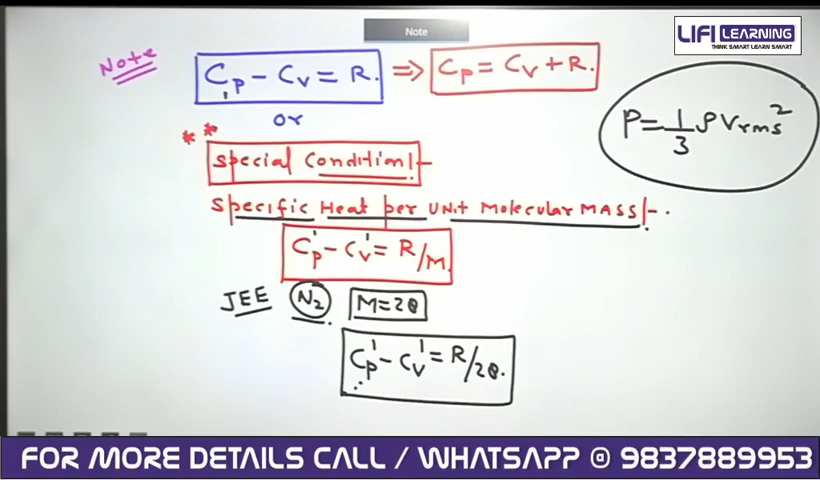 Note
LIFI LEARNING
THINK SMART LEARN SMART
Note
Cp - Cv = R. ⇒ Cp = Cv + R.
or
P = 1/3 ρ Vrms²
** Special Condition!-
Specific Heat per UNit Molecular MASS!-.
Cp' - Cv' = R/M.
JEE N₂ M=28
Cp' - Cv' = R/28.
FOR MORE DETAILS CALL / WHATSAPP @ 9837889953